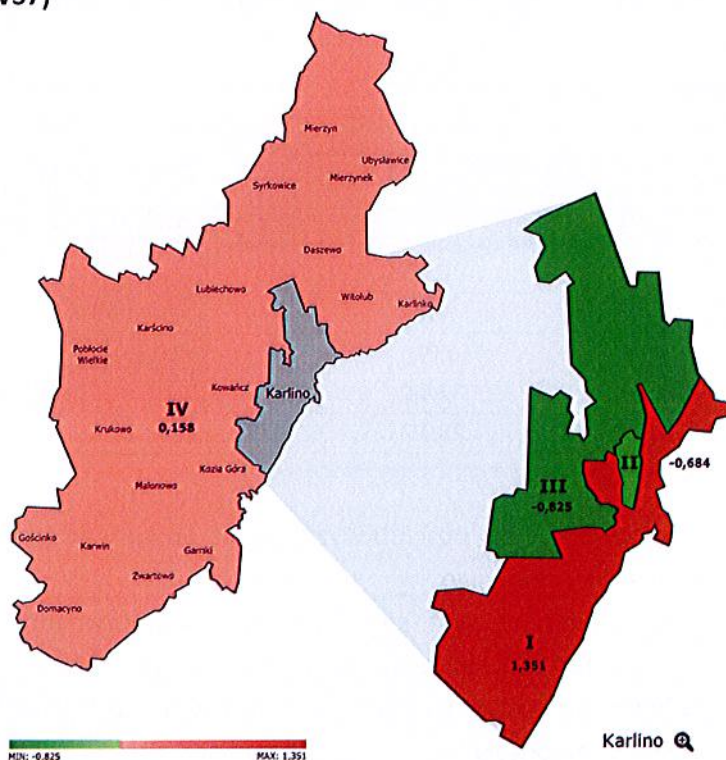 Mierzyn
Ubysławice
Mierzynek
Syrkowice
Daszewo
Lubiechowo
Witolub
Karlinko
Karścino
Pobłocie
Wielkie
Kowańcz
Karlino
IV
0,158
Krukowo
Kozia Góra
Malonowo
Gościnko
Karwin
Garnki
Zwartowo
Domacyno
II
-0,684
III
-0,825
I
1,351
Karlino
MIN: -0.825
MAX: 1.351